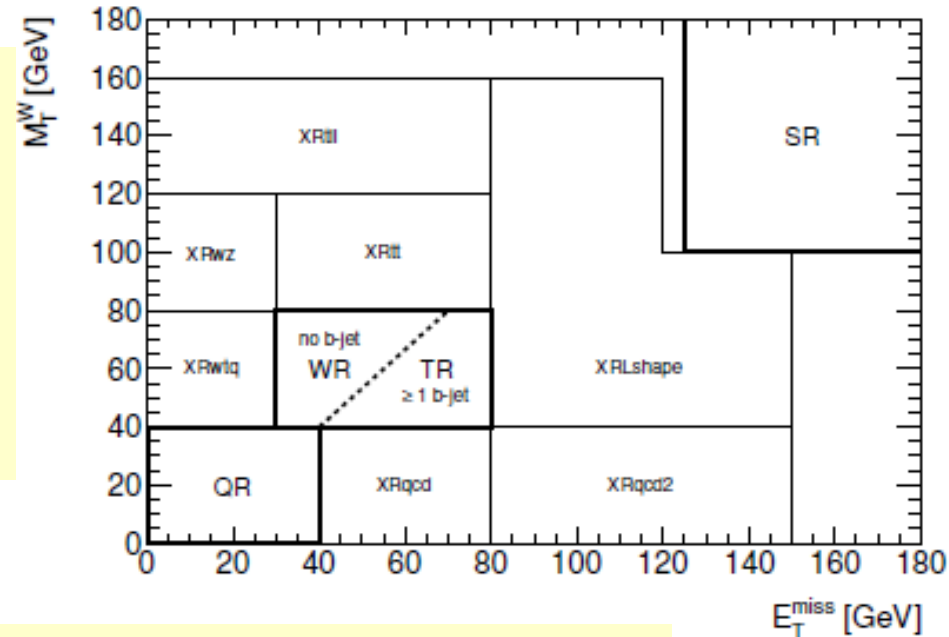 M_T^W [GeV]
180
160
140
120
100
80
60
40
20
0
XRtll
SR
XRwz
XRtt
no b-jet
XRwtq
WR
TR
XRLshape
≥ 1 b-jet
QR
XRqcd
XRqcd2
0 20 40 60 80 100 120 140 160 180
E_T^miss [GeV]